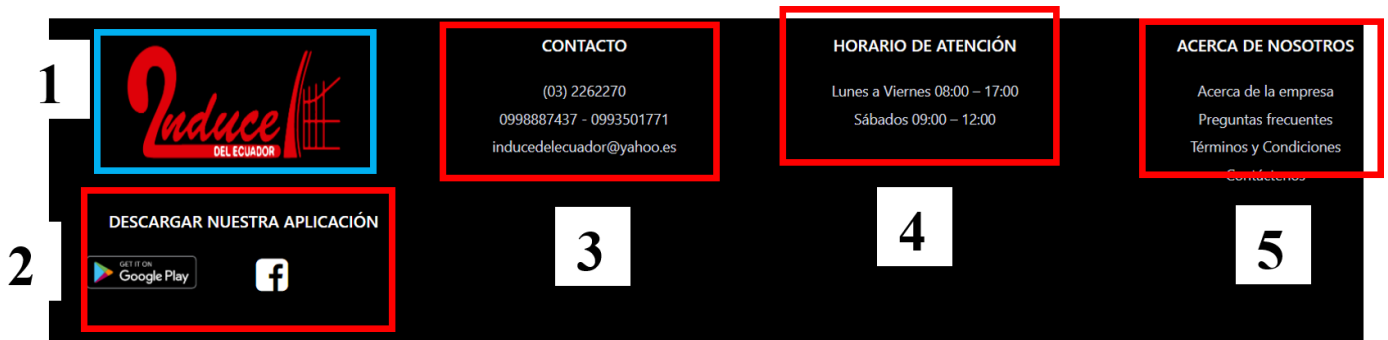 1
Induce
DEL ECUADOR
2
DESCARGAR NUESTRA APLICACIÓN
GET IT ON
Google Play
CONTACTO
(03) 2262270
0998887437 - 0993501771
inducedelecuador@yahoo.es
3
HORARIO DE ATENCIÓN
Lunes a Viernes 08:00 – 17:00
Sábados 09:00 – 12:00
4
ACERCA DE NOSOTROS
Acerca de la empresa
Preguntas frecuentes
Términos y Condiciones
Contáctenos
5